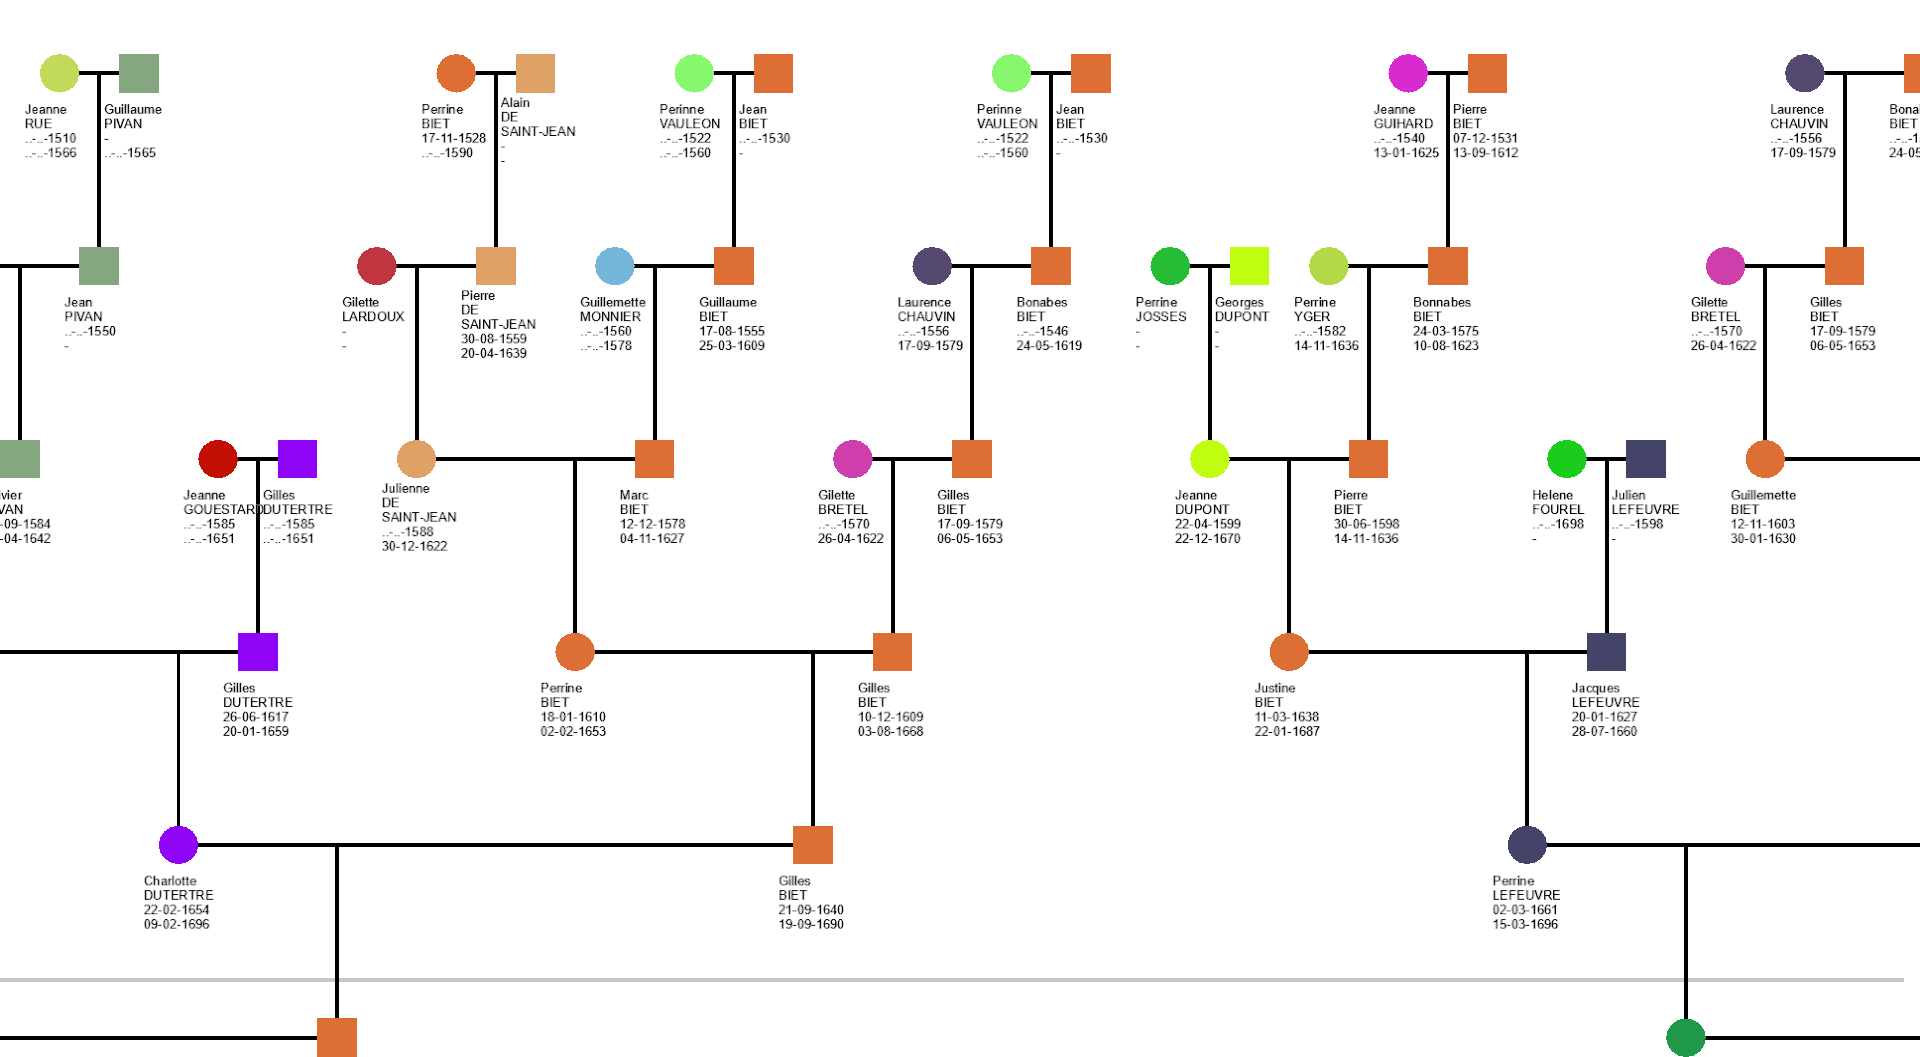 Jeanne
RUE
..-..-1510
..-..-1566
Guillaume
PIVAN
-
..-..-1565
Perrine
BIET
17-11-1528
..-..-1590
Alain
DE
SAINT-JEAN
-
-
Perinne
VAULEON
..-..-1522
..-..-1560
Jean
BIET
..-..-1530
-
Perinne
VAULEON
..-..-1522
..-..-1560
Jean
BIET
..-..-1530
-
Jeanne
GUIHARD
..-..-1540
13-01-1625
Pierre
BIET
07-12-1531
13-09-1612
Laurence
CHAUVIN
..-..-1556
17-09-1579
Bona
BIET
..-..-1
24-05
Jean
PIVAN
..-..-1550
-
Gilette
LARDOUX
-
-
Pierre
DE
SAINT-JEAN
30-08-1559
20-04-1639
Guillemette
MONNIER
..-..-1560
..-..-1578
Guillaume
BIET
17-08-1555
25-03-1609
Laurence
CHAUVIN
..-..-1556
17-09-1579
Bonabes
BIET
..-..-1546
24-05-1619
Perrine
JOSSES
-
-
Georges
DUPONT
-
-
Perrine
YGER
..-..-1582
14-11-1636
Bonnabes
BIET
24-03-1575
10-08-1623
Gilette
BRETEL
..-..-1570
26-04-1622
Gilles
BIET
17-09-1579
06-05-1653
vier
VAN
-09-1584
-04-1642
Jeanne
GOUESTARD
..-..-1585
..-..-1651
Gilles
DUTERTRE
..-..-1585
..-..-1651
Julienne
DE
SAINT-JEAN
..-..-1588
30-12-1622
Marc
BIET
12-12-1578
04-11-1627
Gilette
BRETEL
..-..-1570
26-04-1622
Gilles
BIET
17-09-1579
06-05-1653
Jeanne
DUPONT
22-04-1599
22-12-1670
Pierre
BIET
30-06-1598
14-11-1636
Helene
FOUREL
..-..-1698
-
Julien
LEFEUVRE
..-..-1598
-
Guillemette
BIET
12-11-1603
30-01-1630
Gilles
DUTERTRE
26-06-1617
20-01-1659
Perrine
BIET
18-01-1610
02-02-1653
Gilles
BIET
10-12-1609
03-08-1668
Justine
BIET
11-03-1638
22-01-1687
Jacques
LEFEUVRE
20-01-1627
28-07-1660
Charlotte
DUTERTRE
22-02-1654
09-02-1696
Gilles
BIET
21-09-1640
19-09-1690
Perrine
LEFEUVRE
02-03-1661
15-03-1696